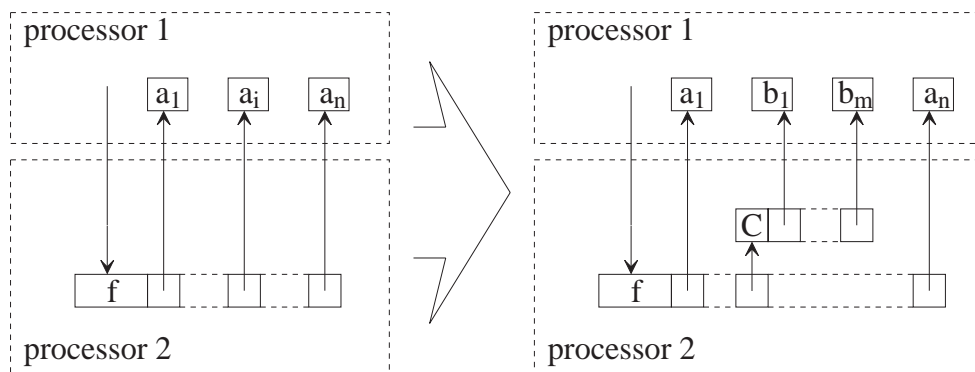 processor 1
a1 ai an
f
processor 2
processor 1
a1 b1 bm an
C
f
processor 2